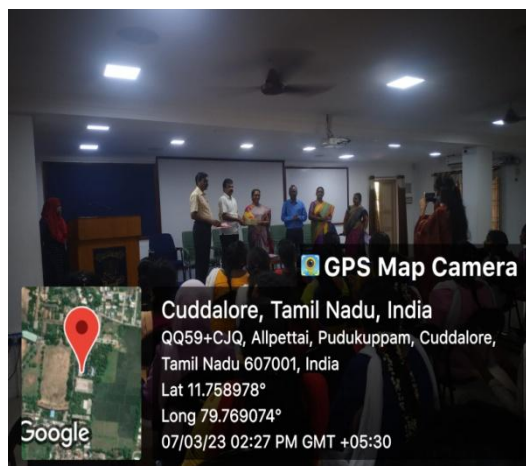 GPS Map Camera
Cuddalore, Tamil Nadu, India
QQ59+CJQ, Allpettai, Pudukuppam, Cuddalore,
Tamil Nadu 607001, India
Lat 11.758978°
Long 79.769074°
07/03/23 02:27 PM GMT +05:30
Google